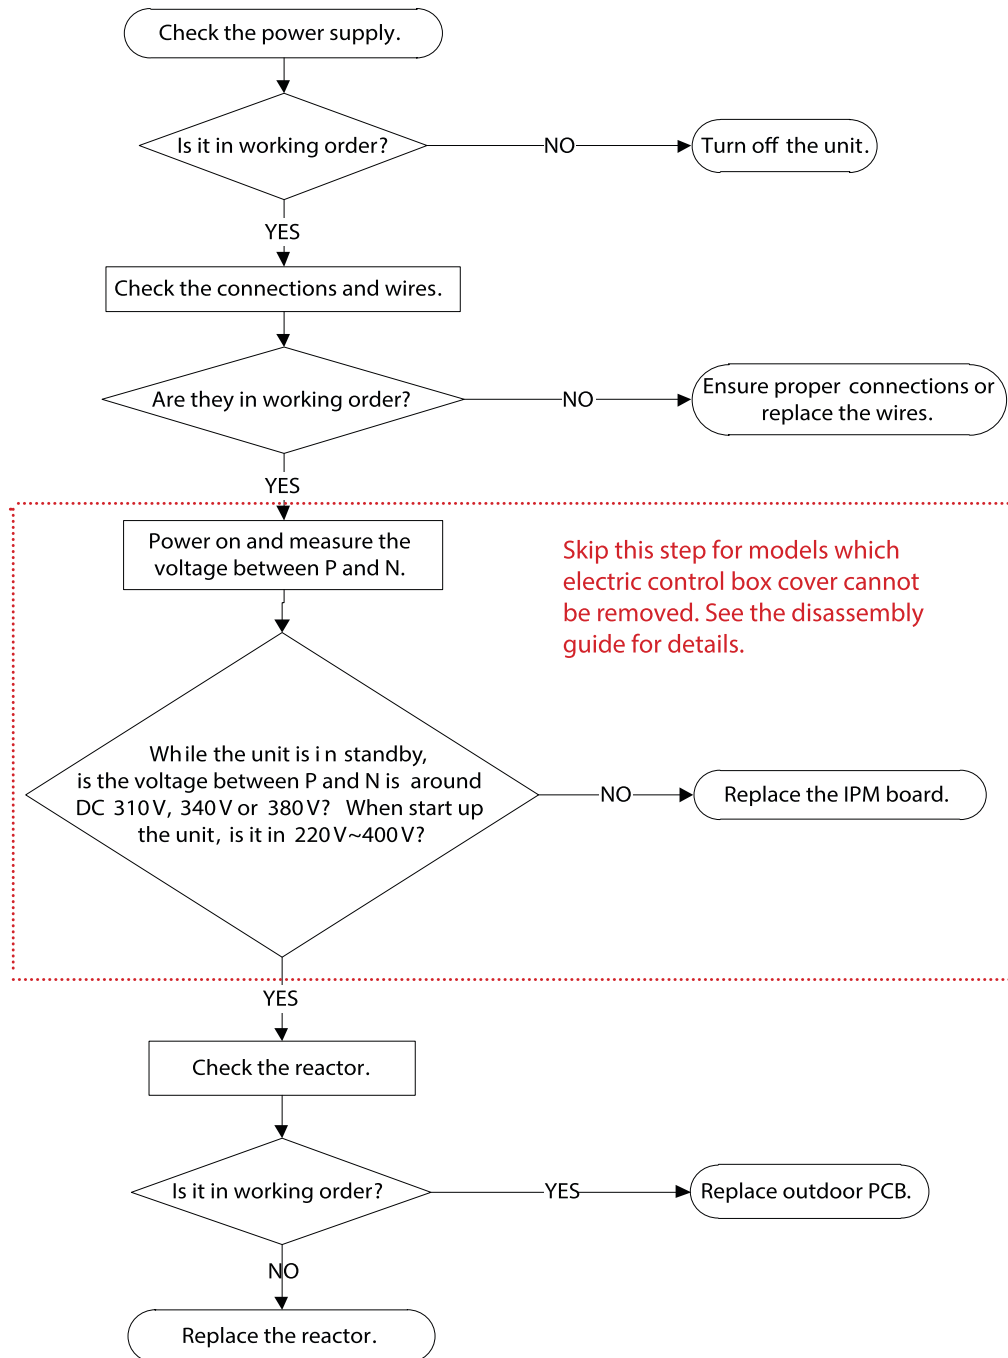 Check the power supply.
Is it in working order?
NO
Turn off the unit.
YES
Check the connections and wires.
Are they in working order?
NO
Ensure proper connections or
replace the wires.
YES
Power on and measure the
voltage between P and N.
Skip this step for models which
electric control box cover cannot
be removed. See the disassembly
guide for details.
While the unit is in standby,
is the voltage between P and N is around
DC 310V, 340V or 380V? When start up
the unit, is it in 220V~400V?
NO
Replace the IPM board.
YES
Check the reactor.
Is it in working order?
YES
Replace outdoor PCB.
NO
Replace the reactor.